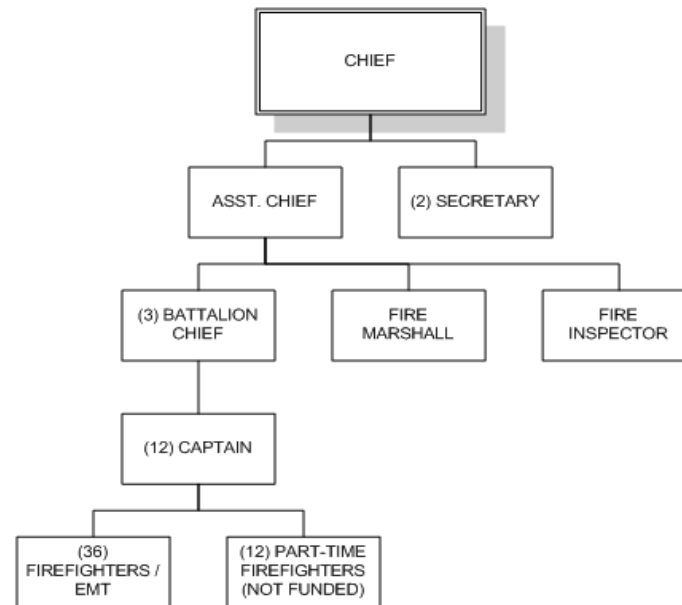 CHIEF
ASST. CHIEF
(2) SECRETARY
(3) BATTALION
CHIEF
FIRE
MARSHALL
FIRE
INSPECTOR
(12) CAPTAIN
(36)
FIREFIGHTERS /
EMT
(12) PART-TIME
FIREFIGHTERS
(NOT FUNDED)